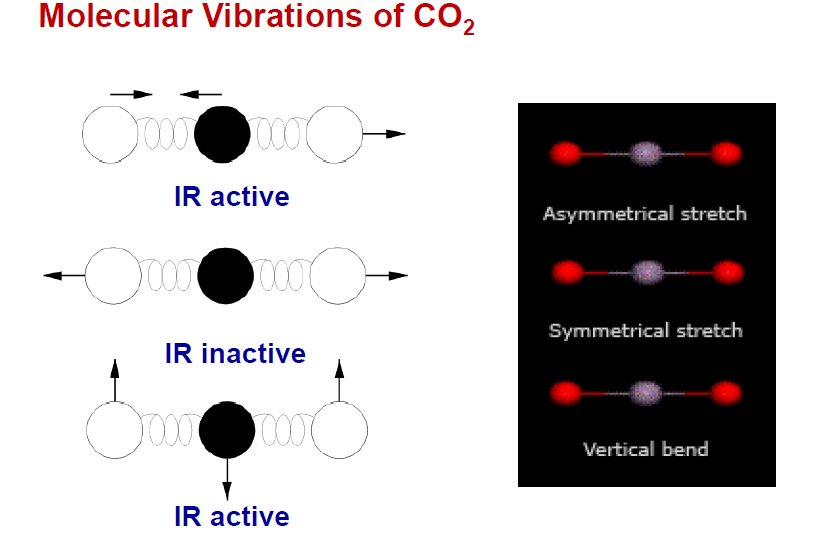 Molecular Vibrations of CO₂
IR active
IR inactive
IR active
Asymmetrical stretch
Symmetrical stretch
Vertical bend